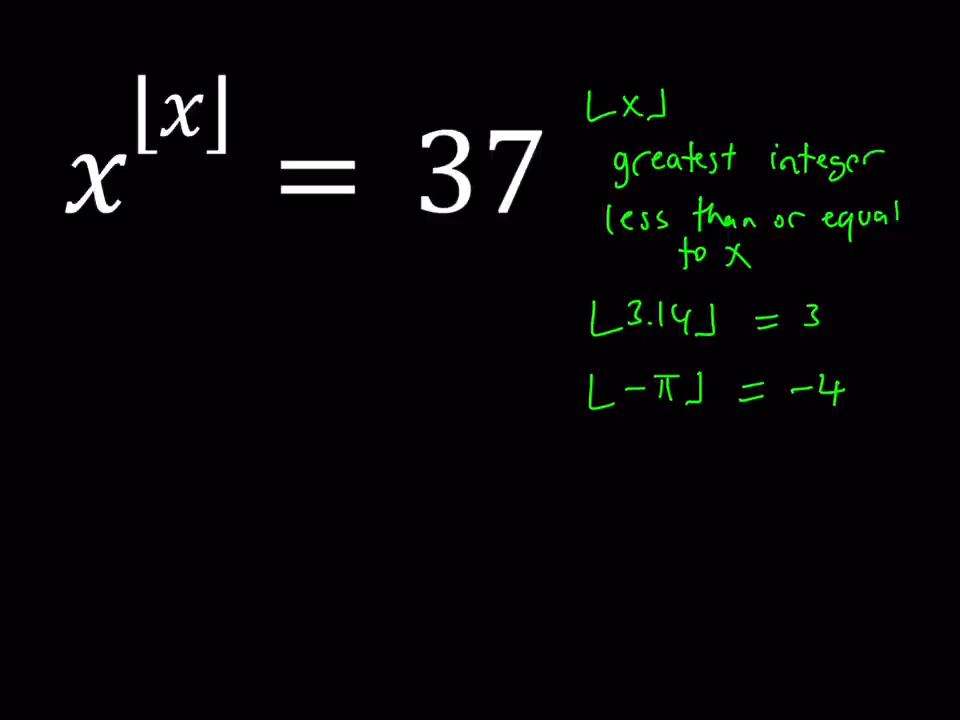 x^⌊x⌋ = 37
⌊x⌋
greatest integer
less than or equal
to x
⌊3.14⌋ = 3
⌊-π⌋ = -4